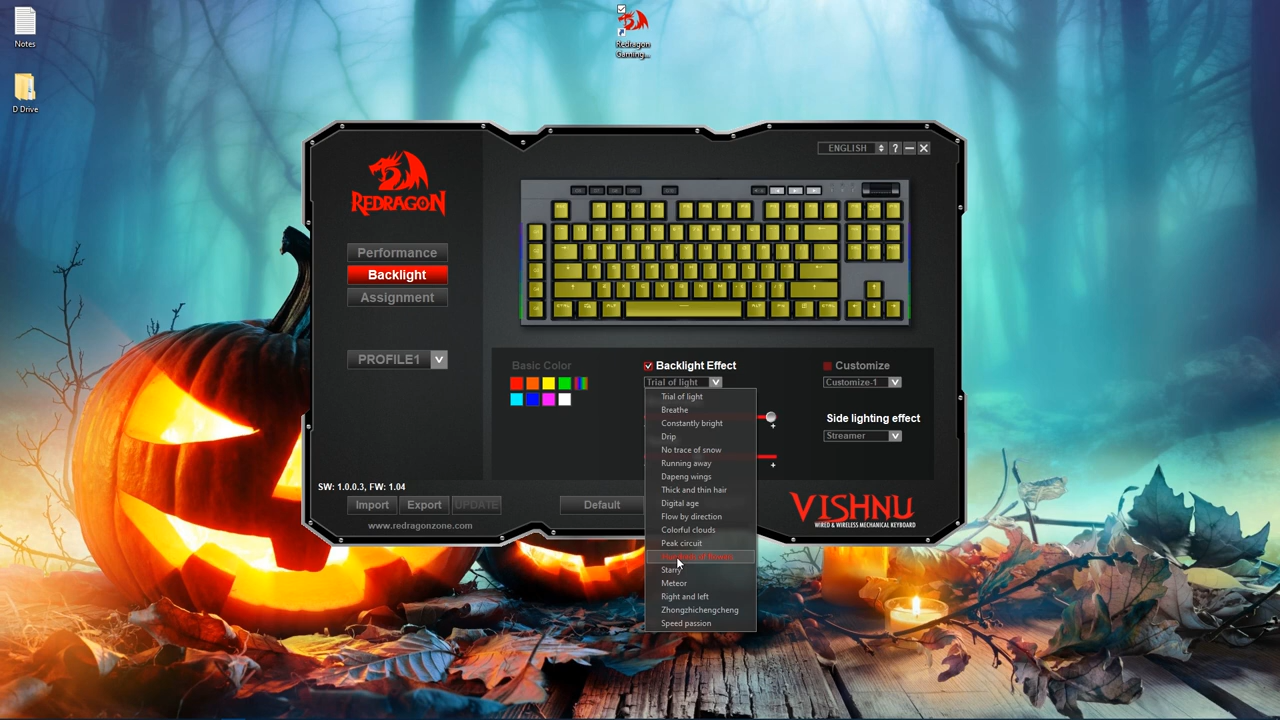 Notes
D Drive
Redragon
Gaming...
ENGLISH
?
REDRAGON
Performance
Backlight
Assignment
PROFILE1
Basic Color
Backlight Effect
Trial of light
Customize
Customize-1
Side lighting effect
Streamer
+
+
Trial of light
Breathe
Constantly bright
Drip
No trace of snow
Running away
Dapeng wings
Thick and thin hair
Digital age
Flow by direction
Colorful clouds
Peak circuit
Hundreds of flowers
Starry
Meteor
Right and left
Zhongzhichengcheng
Speed passion
SW: 1.0.0.3, FW: 1.04
Import
Export
UPDATE
Default
www.redragonzone.com
VISHNU
WIRED & WIRELESS MECHANICAL KEYBOARD